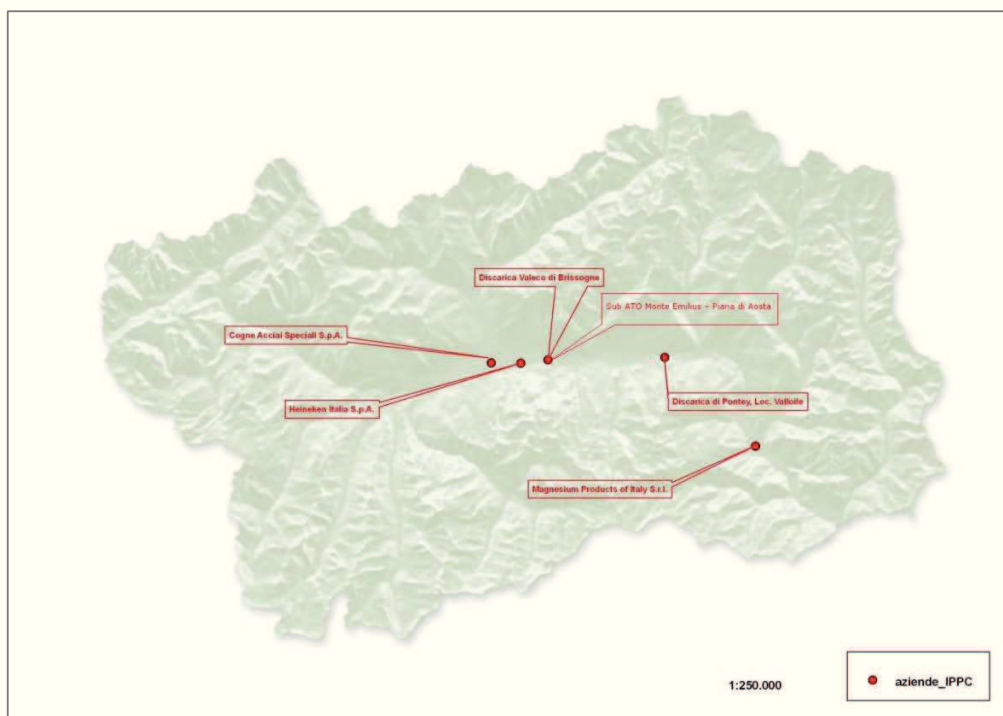 Discarica Valeco di Brissogne
Sub ATO Monte Emilius - Piana di Aosta
Cogne Acciai Speciali S.p.A.
Heineken Italia S.p.A.
Discarica di Pontey, Loc. Valloile
Magnesium Products of Italy S.r.l.
1:250.000
aziende_IPPC